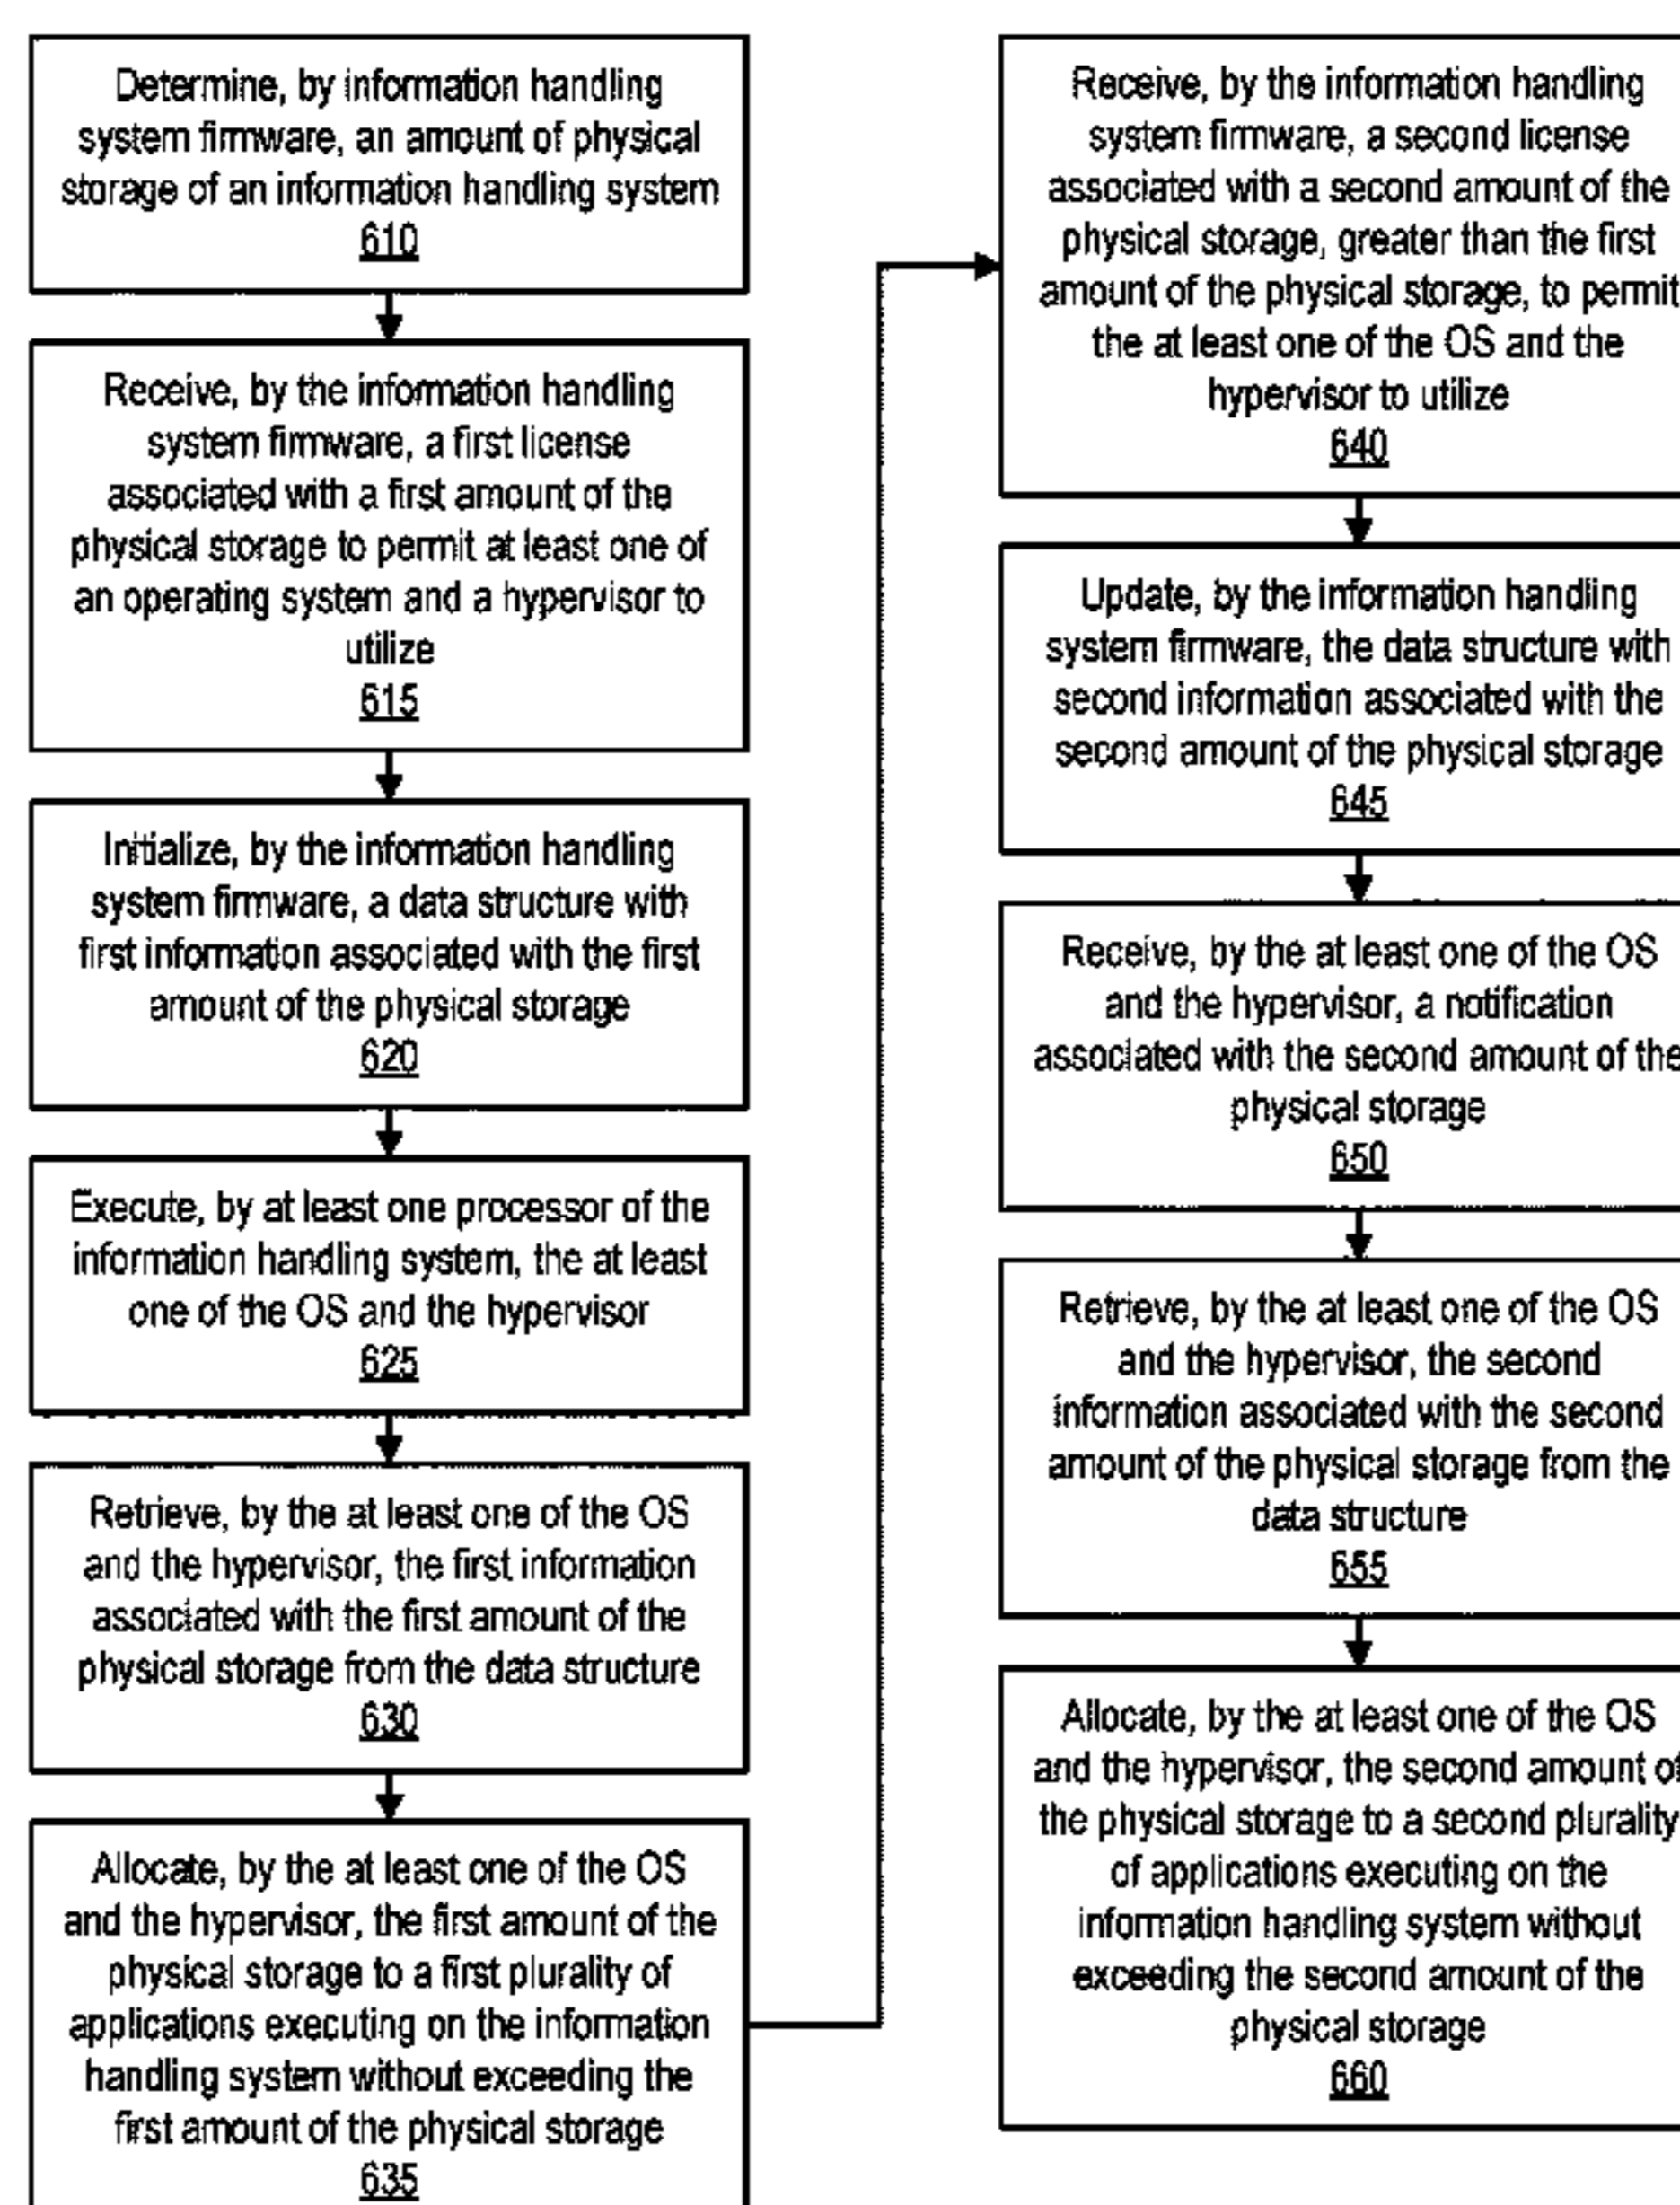 Determine, by information handling
system firmware, an amount of physical
storage of an information handling system
610
Receive, by the information handling
system firmware, a first license
associated with a first amount of the
physical storage to permit at least one of
an operating system and a hypervisor to
utilize
615
Initialize, by the information handling
system firmware, a data structure with
first information associated with the first
amount of the physical storage
620
Execute, by at least one processor of the
information handling system, the at least
one of the OS and the hypervisor
625
Retrieve, by the at least one of the OS
and the hypervisor, the first information
associated with the first amount of the
physical storage from the data structure
630
Allocate, by the at least one of the OS
and the hypervisor, the first amount of the
physical storage to a first plurality of
applications executing on the information
handling system without exceeding the
first amount of the physical storage
635
Receive, by the information handling
system firmware, a second license
associated with a second amount of the
physical storage, greater than the first
amount of the physical storage, to permit
the at least one of the OS and the
hypervisor to utilize
640
Update, by the information handling
system firmware, the data structure with
second information associated with the
second amount of the physical storage
645
Receive, by the at least one of the OS
and the hypervisor, a notification
associated with the second amount of the
physical storage
650
Retrieve, by the at least one of the OS
and the hypervisor, the second
information associated with the second
amount of the physical storage from the
data structure
655
Allocate, by the at least one of the OS
and the hypervisor, the second amount of
the physical storage to a second plurality
of applications executing on the
information handling system without
exceeding the second amount of the
physical storage
660